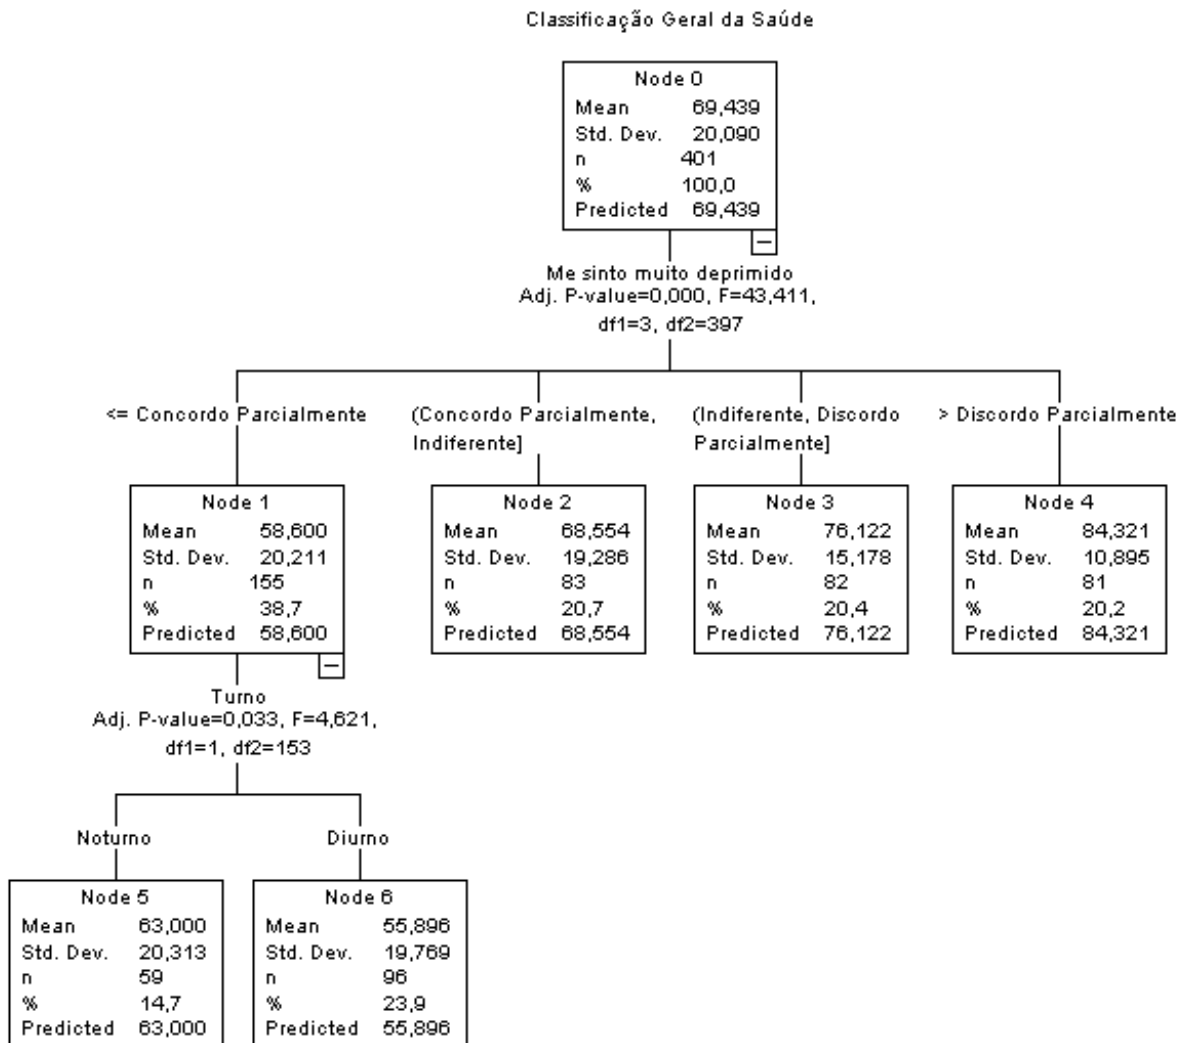 Classificação Geral da Saúde
Node 0
Mean 69,439
Std. Dev. 20,090
n 401
% 100,0
Predicted 69,439
Me sinto muito deprimido
Adj. P-value=0,000, F=43,411,
df1=3, df2=397
<= Concordo Parcialmente
(Concordo Parcialmente,
Indiferente]
(Indiferente, Discordo
Parcialmente]
> Discordo Parcialmente
Node 1
Mean 58,600
Std. Dev. 20,211
n 155
% 38,7
Predicted 58,600
Node 2
Mean 68,554
Std. Dev. 19,286
n 83
% 20,7
Predicted 68,554
Node 3
Mean 76,122
Std. Dev. 15,178
n 82
% 20,4
Predicted 76,122
Node 4
Mean 84,321
Std. Dev. 10,895
n 81
% 20,2
Predicted 84,321
Turno
Adj. P-value=0,033, F=4,621,
df1=1, df2=153
Noturno
Diurno
Node 5
Mean 63,000
Std. Dev. 20,313
n 59
% 14,7
Predicted 63,000
Node 6
Mean 55,896
Std. Dev. 19,769
n 96
% 23,9
Predicted 55,896